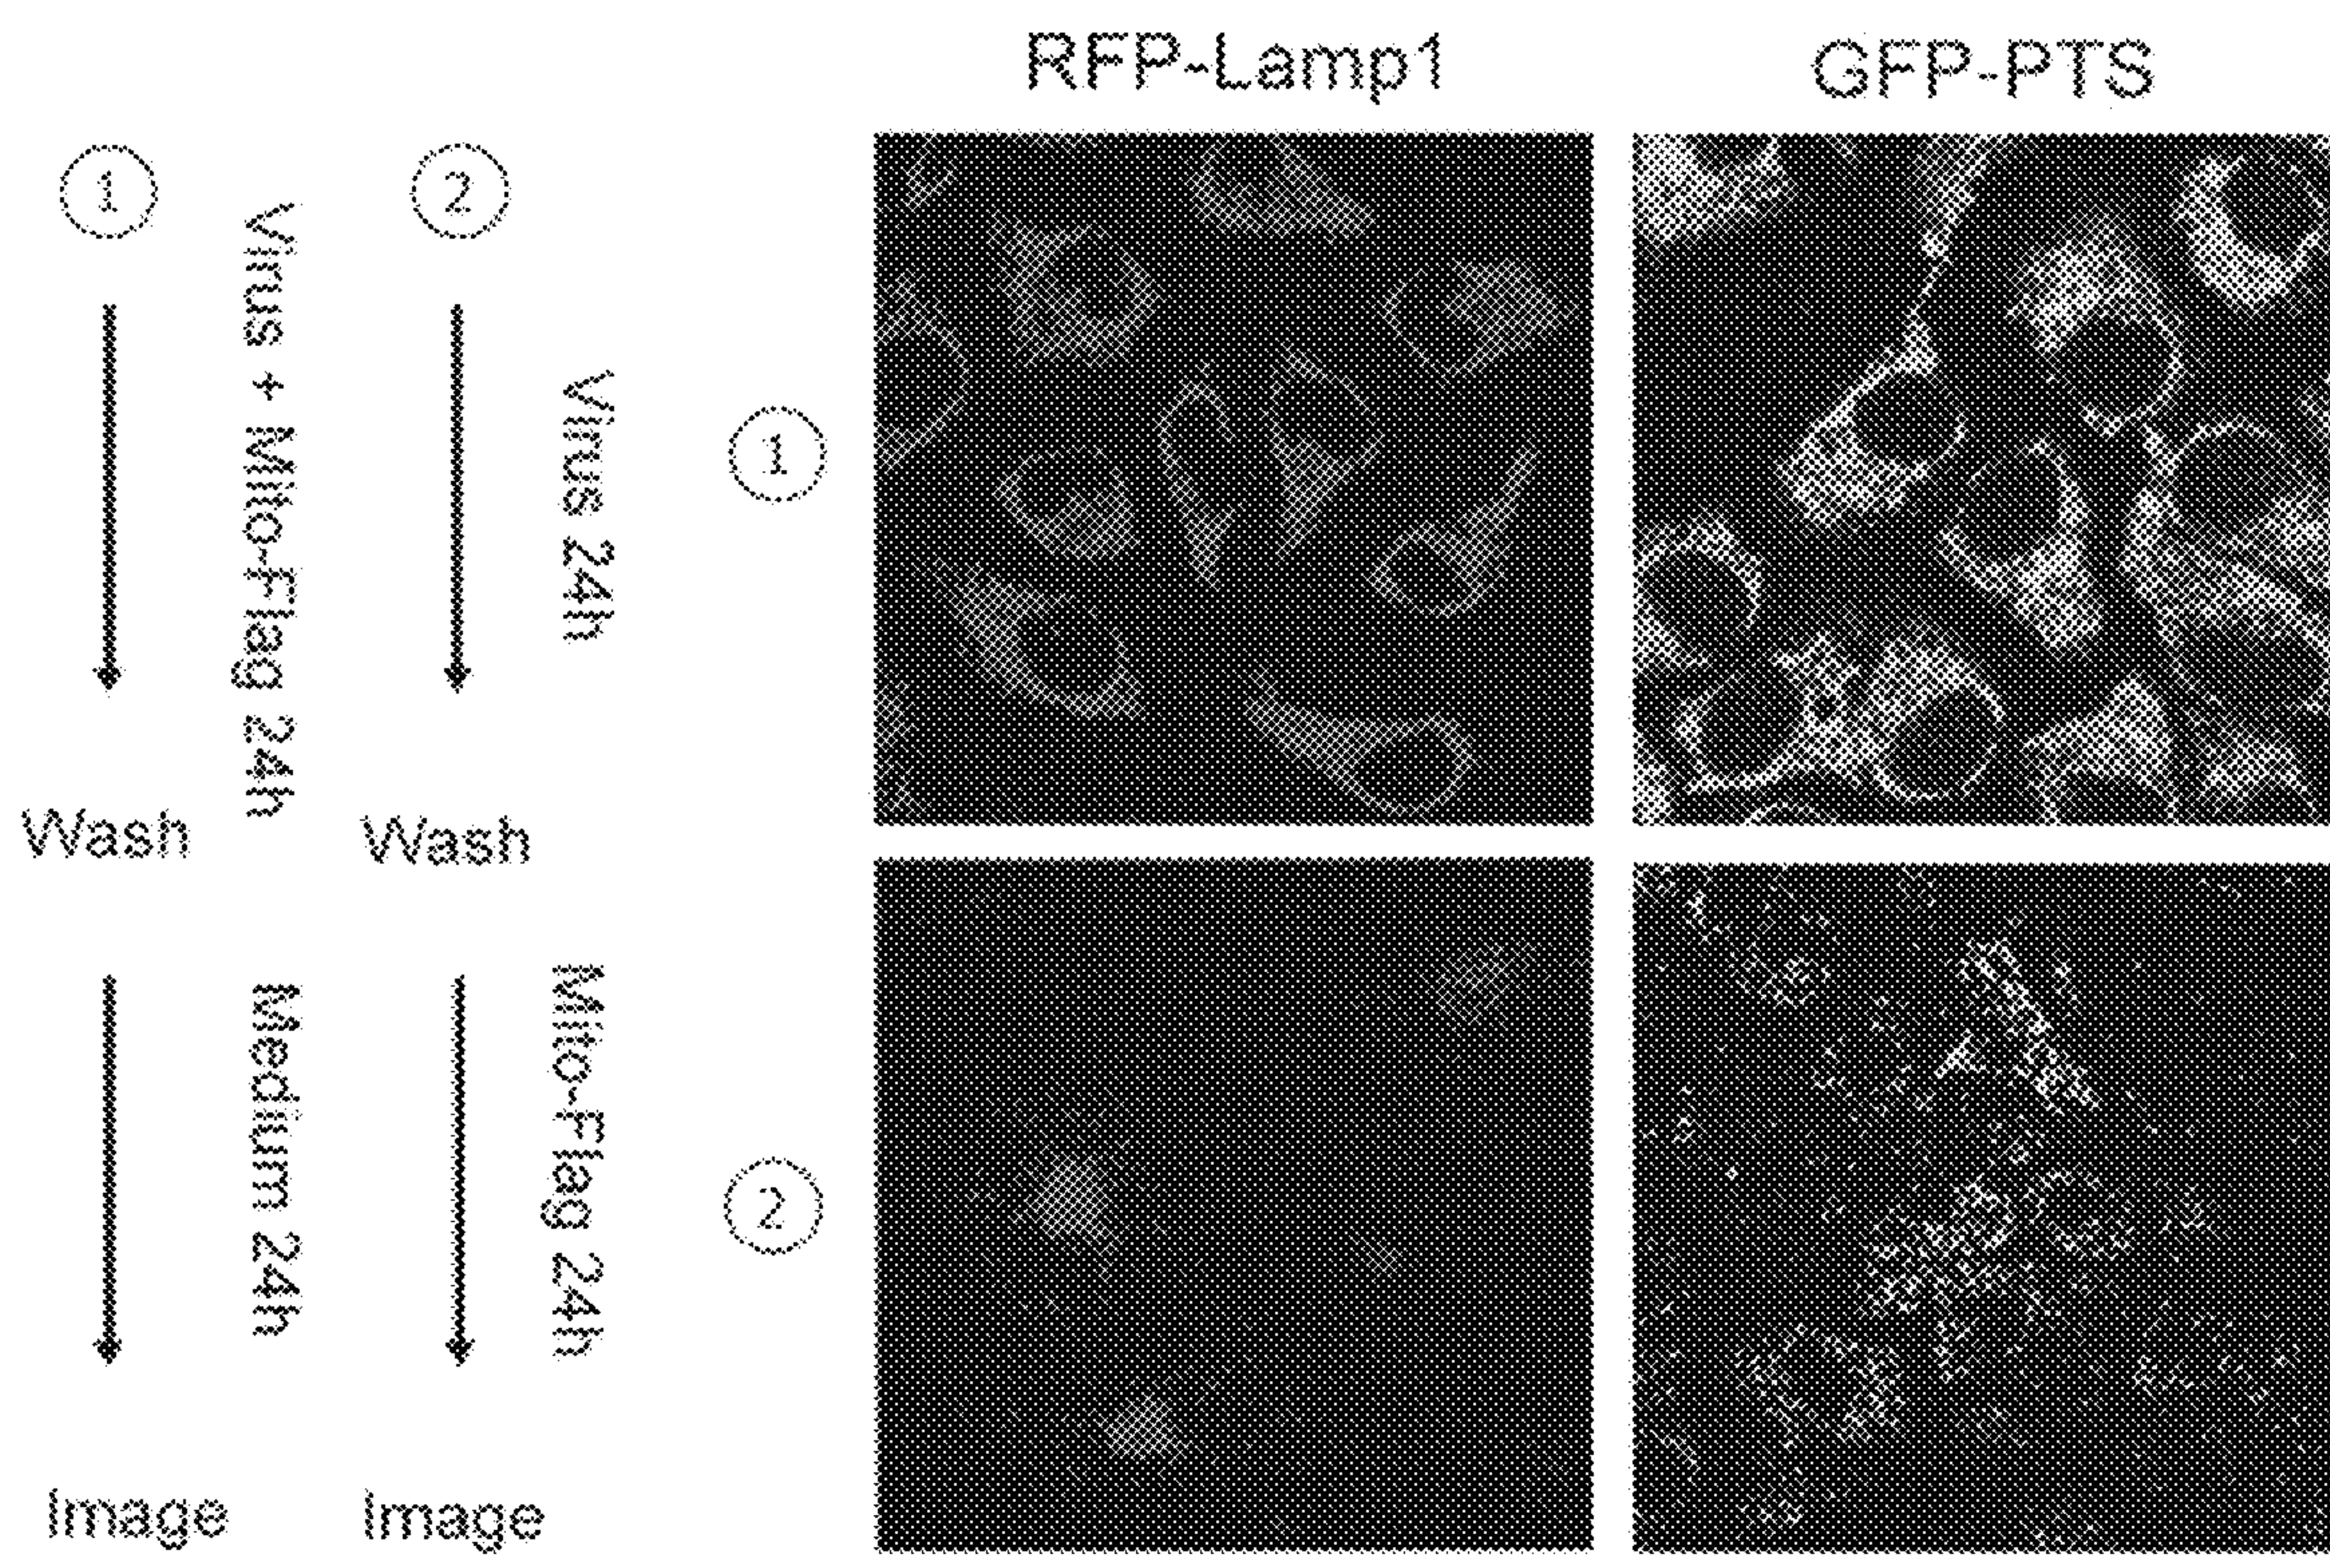 RFP-Lamp1
GFP-PTS
1
2
Virus + Mito-Flag 24h
Virus 24h
Wash
Wash
Medium 24h
Mito-Flag 24h
Image
Image
1
2